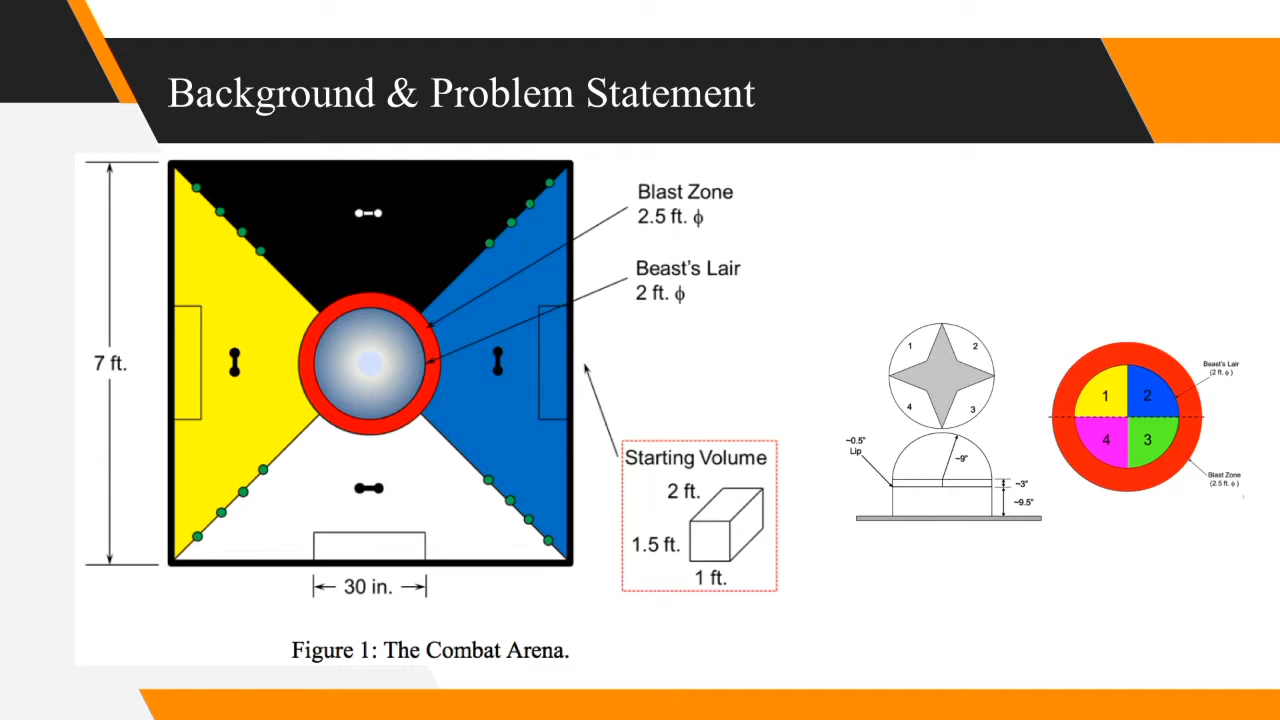 Background & Problem Statement
Blast Zone
2.5 ft. ϕ
Beast's Lair
2 ft. ϕ
7 ft.
Starting Volume
2 ft.
1.5 ft.
1 ft.
30 in.
Figure 1: The Combat Arena.
1 2
4 3
~0.5"
Lip
~9"
~3"
~9.5"
Beast's Lair
(2 ft. ϕ )
1 2
4 3
Blast Zone
(2.5 ft. ϕ )